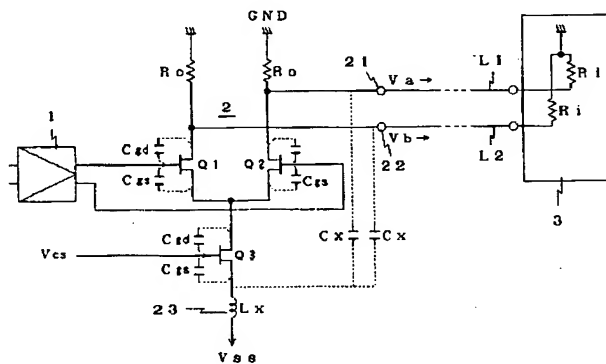 GND
Ro
Ro
21
Va →
L1
Ri
Ri
1
2
Vb →
22
L2
3
Cgd
Q1
Cgs
Q2
Cgs
Cgd
Vcs
Q3
Cgs
Cx
Cx
23
Lx
Vss